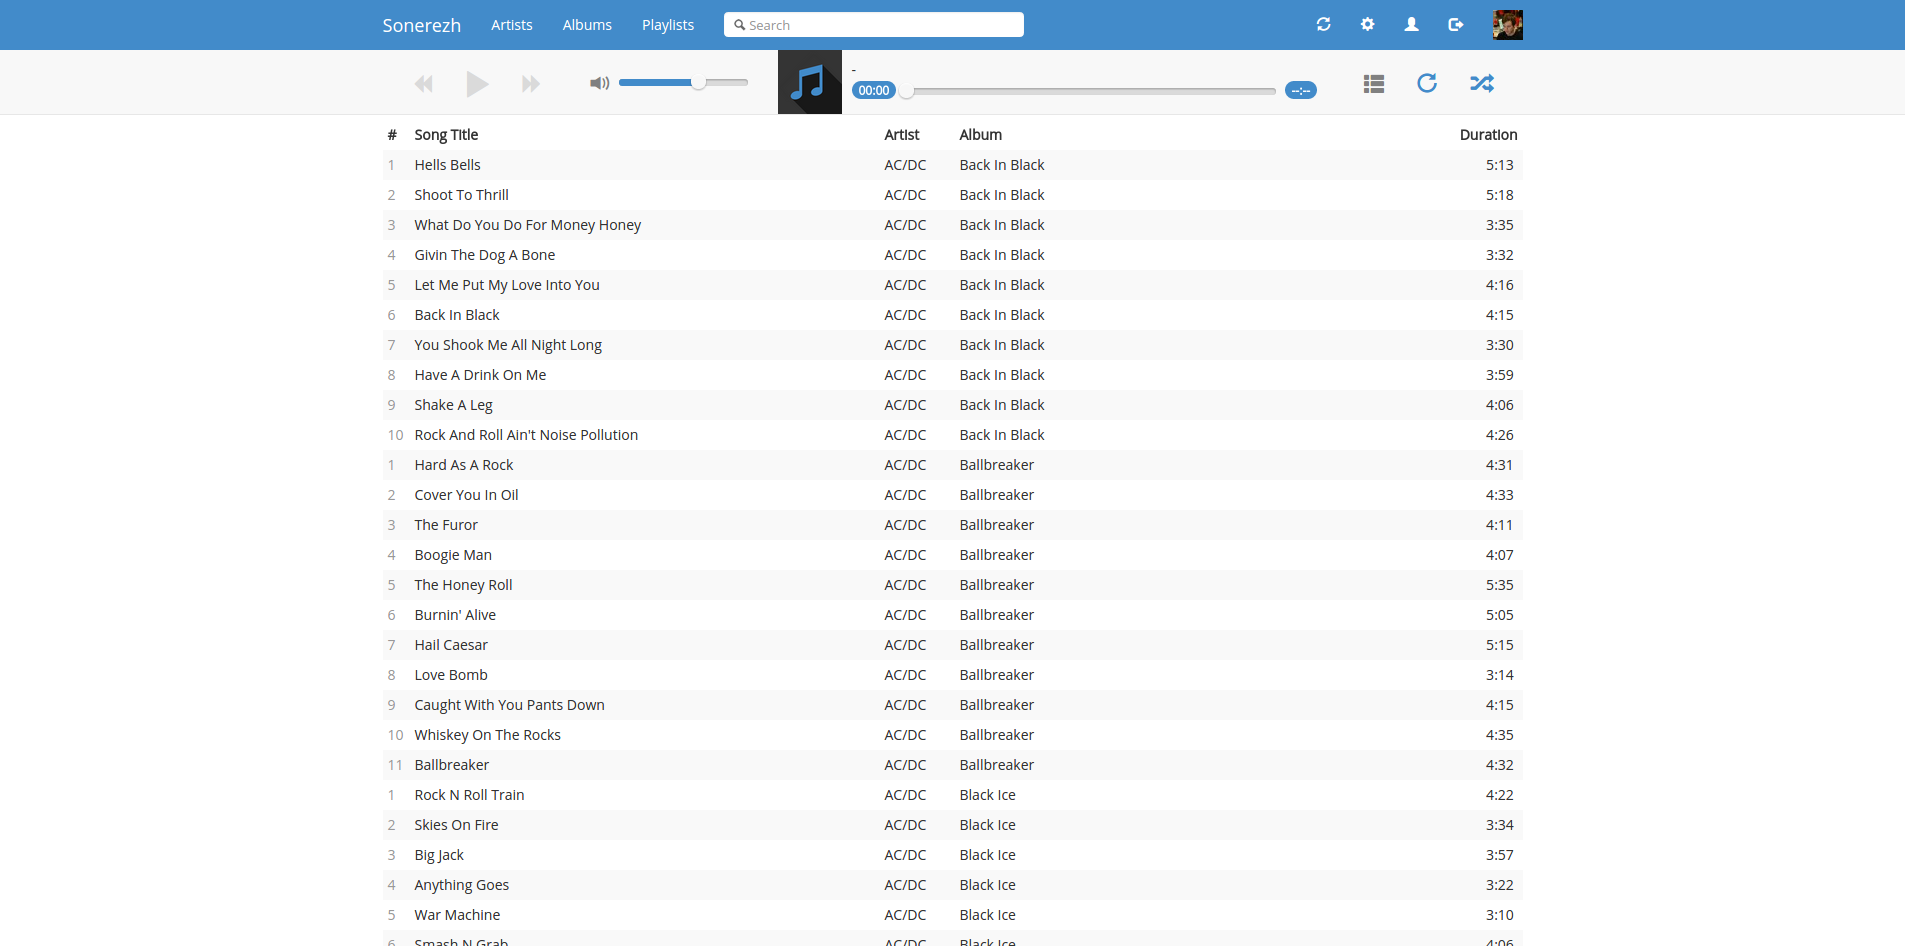 Sonerezh Artists Albums Playlists Search
-
00:00 --:--
# Song Title Artist Album Duration
1 Hells Bells AC/DC Back In Black 5:13
2 Shoot To Thrill AC/DC Back In Black 5:18
3 What Do You Do For Money Honey AC/DC Back In Black 3:35
4 Givin The Dog A Bone AC/DC Back In Black 3:32
5 Let Me Put My Love Into You AC/DC Back In Black 4:16
6 Back In Black AC/DC Back In Black 4:15
7 You Shook Me All Night Long AC/DC Back In Black 3:30
8 Have A Drink On Me AC/DC Back In Black 3:59
9 Shake A Leg AC/DC Back In Black 4:06
10 Rock And Roll Ain't Noise Pollution AC/DC Back In Black 4:26
1 Hard As A Rock AC/DC Ballbreaker 4:31
2 Cover You In Oil AC/DC Ballbreaker 4:33
3 The Furor AC/DC Ballbreaker 4:11
4 Boogie Man AC/DC Ballbreaker 4:07
5 The Honey Roll AC/DC Ballbreaker 5:35
6 Burnin' Alive AC/DC Ballbreaker 5:05
7 Hail Caesar AC/DC Ballbreaker 5:15
8 Love Bomb AC/DC Ballbreaker 3:14
9 Caught With You Pants Down AC/DC Ballbreaker 4:15
10 Whiskey On The Rocks AC/DC Ballbreaker 4:35
11 Ballbreaker AC/DC Ballbreaker 4:32
1 Rock N Roll Train AC/DC Black Ice 4:22
2 Skies On Fire AC/DC Black Ice 3:34
3 Big Jack AC/DC Black Ice 3:57
4 Anything Goes AC/DC Black Ice 3:22
5 War Machine AC/DC Black Ice 3:10
6 Smash N Grab AC/DC Black Ice 4:06